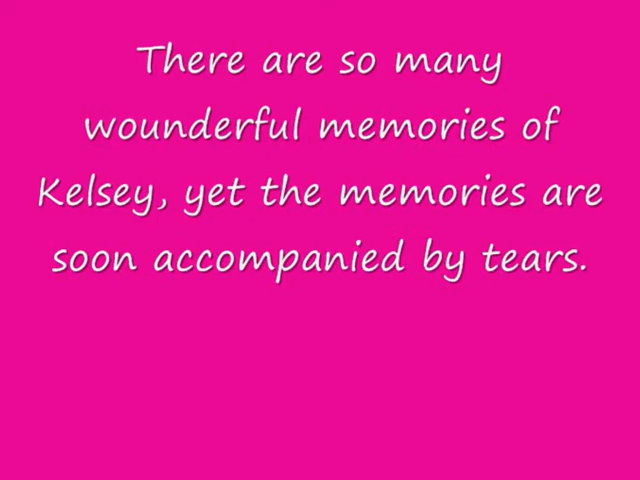 There are so many
wounderful memories of
Kelsey, yet the memories are
soon accompanied by tears.